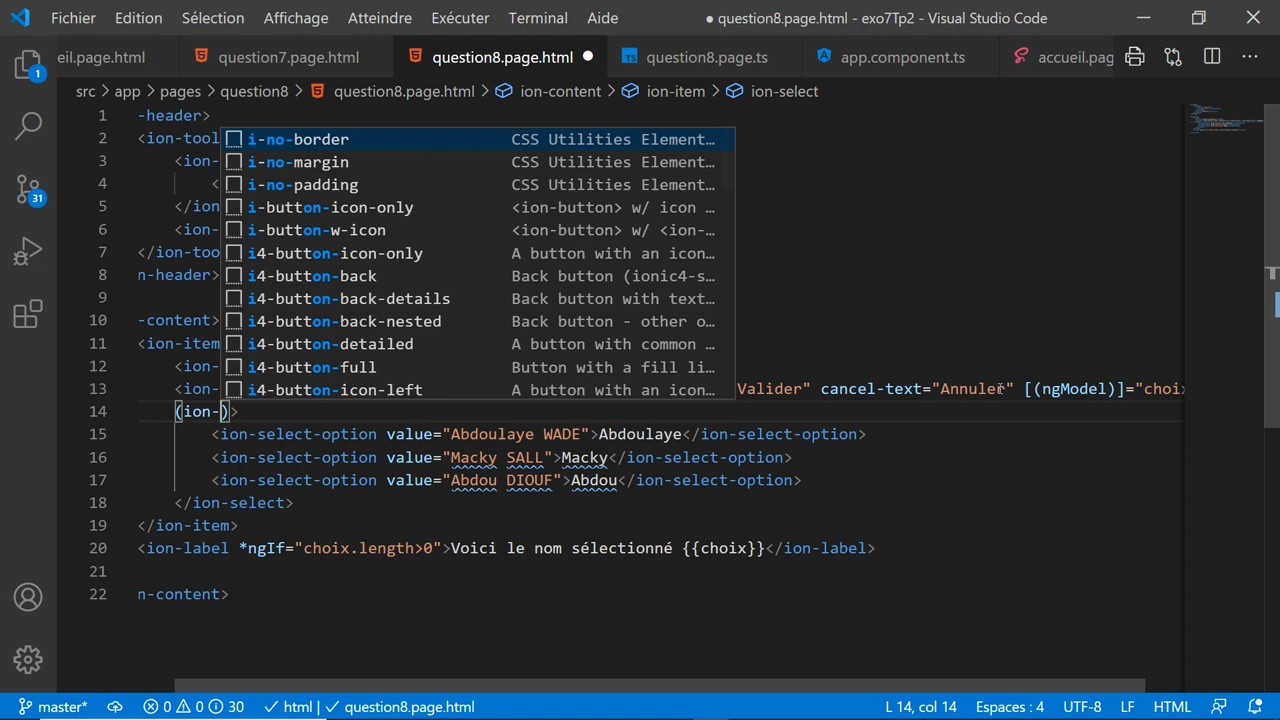 Fichier Edition Sélection Affichage Atteindre Exécuter Terminal Aide ● question8.page.html - exo7Tp2 - Visual Studio Code
eil.page.html question7.page.html question8.page.html question8.page.ts app.component.ts accueil.pag
src > app > pages > question8 > question8.page.html > ion-content > ion-item > ion-select
1 -header>
2 <ion-tool
3 <ion-
4 <
5 </ion
6 <ion-
7 </ion-too
8 n-header>
9
10 -content>
11 <ion-item
12 <ion-
13 <ion- Valider" cancel-text="Annuler" [(ngModel)]="choix
i-no-border CSS Utilities Element…
i-no-margin CSS Utilities Element…
i-no-padding CSS Utilities Element…
i-button-icon-only <ion-button> w/ icon …
i-button-w-icon <ion-button> w/ <ion-…
i4-button-icon-only A button with an icon…
i4-button-back Back button (ionic4-s…
i4-button-back-details Back button with text…
i4-button-back-nested Back button - other o…
i4-button-detailed A button with common …
i4-button-full Button with a fill li…
i4-button-icon-left A button with an icon…
14 (ion-)>
15 <ion-select-option value="Abdoulaye WADE">Abdoulaye</ion-select-option>
16 <ion-select-option value="Macky SALL">Macky</ion-select-option>
17 <ion-select-option value="Abdou DIOUF">Abdou</ion-select-option>
18 </ion-select>
19 </ion-item>
20 <ion-label *ngIf="choix.length>0">Voici le nom sélectionné {{choix}}</ion-label>
21
22 n-content>
1
31
master* 0 0 30 html | question8.page.html L 14, col 14 Espaces : 4 UTF-8 LF HTML